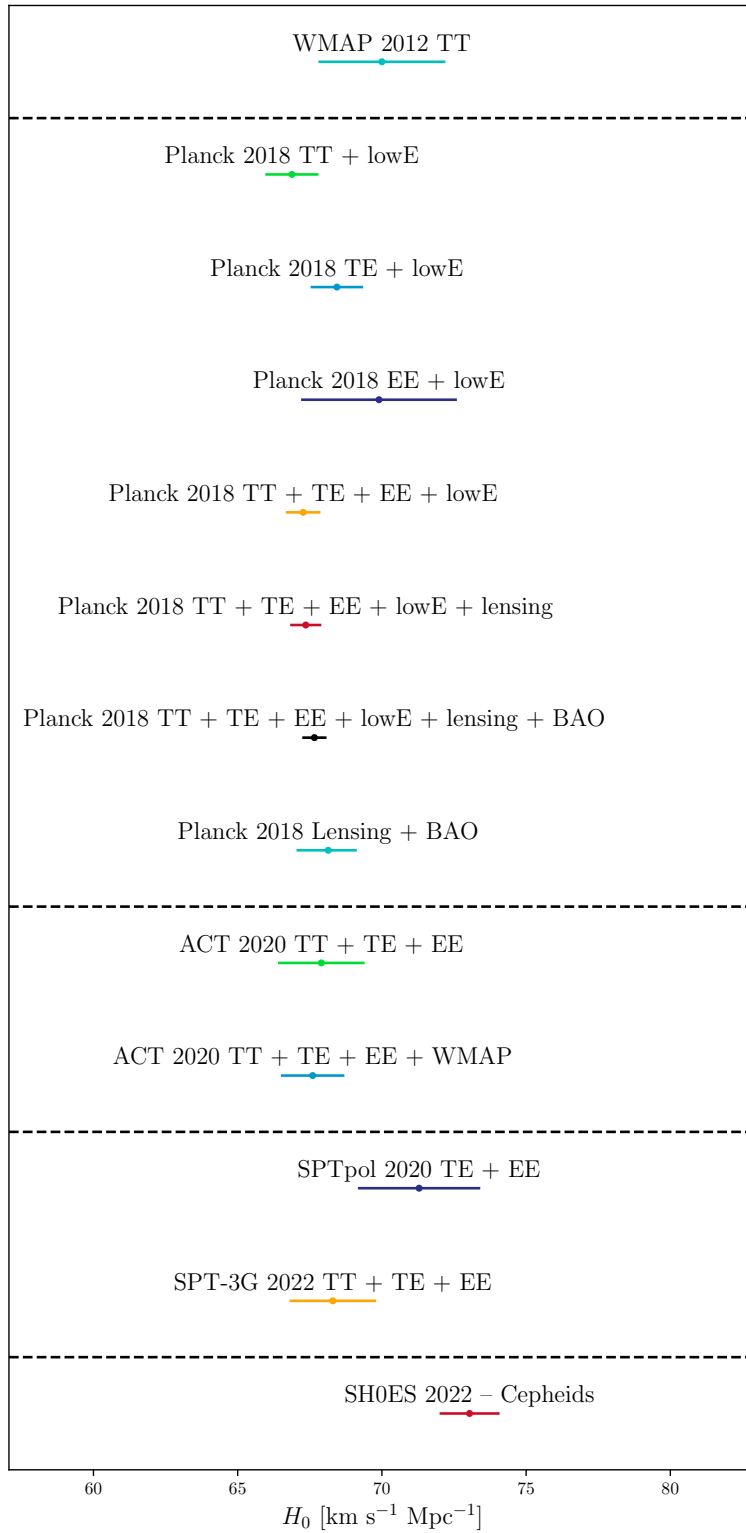 WMAP 2012 TT
Planck 2018 TT + lowE
Planck 2018 TE + lowE
Planck 2018 EE + lowE
Planck 2018 TT + TE + EE + lowE
Planck 2018 TT + TE + EE + lowE + lensing
Planck 2018 TT + TE + EE + lowE + lensing + BAO
Planck 2018 Lensing + BAO
ACT 2020 TT + TE + EE
ACT 2020 TT + TE + EE + WMAP
SPTpol 2020 TE + EE
SPT-3G 2022 TT + TE + EE
SH0ES 2022 – Cepheids
60 65 70 75 80
H₀ [km s⁻¹ Mpc⁻¹]